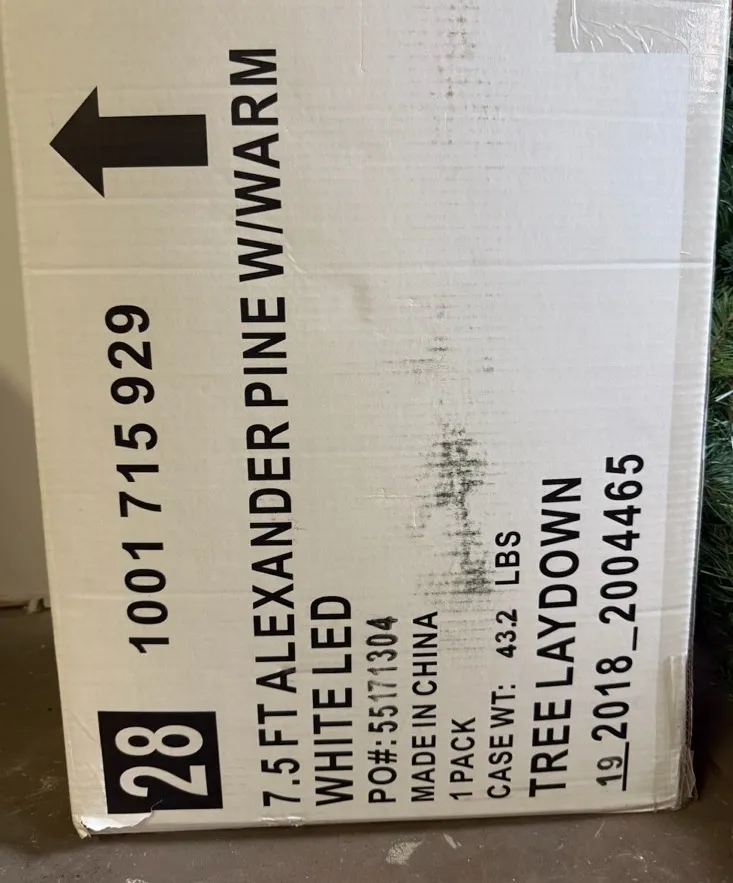 28
1001 715 929
7.5 FT ALEXANDER PINE W/WARM
WHITE LED
PO#: 55171304
MADE IN CHINA
1 PACK
CASE WT: 43.2 LBS
TREE LAYDOWN
19_2018_2004465